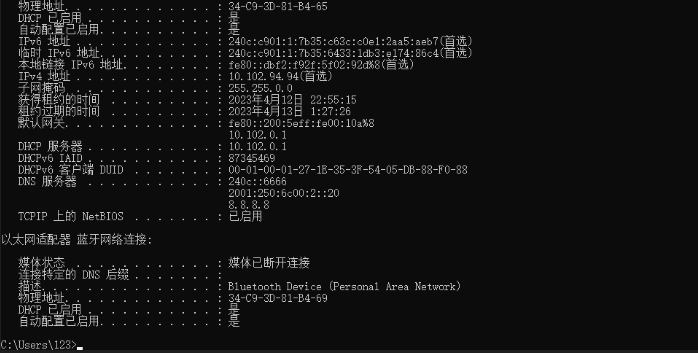 物理地址. . . . . . . . . . . . . : 34-C9-3D-81-B4-65
DHCP 已启用 . . . . . . . . . . . : 是
自动配置已启用. . . . . . . . . . : 是
IPv6 地址 . . . . . . . . . . . . : 240c:c901:1:7b35:c63c:c0e1:2aa5:aeb7(首选)
临时 IPv6 地址. . . . . . . . . . : 240c:c901:1:7b35:6433:1db3:e174:86c4(首选)
本地链接 IPv6 地址. . . . . . . . : fe80::dbf2:f92f:5f02:92d%8(首选)
IPv4 地址 . . . . . . . . . . . . : 10.102.94.94(首选)
子网掩码 . . . . . . . . . . . . : 255.255.0.0
获得租约的时间 . . . . . . . . . : 2023年4月12日 22:55:15
租约过期的时间 . . . . . . . . . : 2023年4月13日 1:27:26
默认网关. . . . . . . . . . . . . : fe80::200:5eff:fe00:10a%8
10.102.0.1
DHCP 服务器 . . . . . . . . . . . : 10.102.0.1
DHCPv6 IAID . . . . . . . . . . . : 87345469
DHCPv6 客户端 DUID . . . . . . . : 00-01-00-01-27-1E-35-3F-54-05-DB-88-F0-88
DNS 服务器 . . . . . . . . . . . : 240c::6666
2001:250:6c00:2::20
8.8.8.8
TCPIP 上的 NetBIOS . . . . . . . : 已启用
以太网适配器 蓝牙网络连接:
媒体状态 . . . . . . . . . . . . : 媒体已断开连接
连接特定的 DNS 后缀 . . . . . . . :
描述. . . . . . . . . . . . . . . : Bluetooth Device (Personal Area Network)
物理地址. . . . . . . . . . . . . : 34-C9-3D-81-B4-69
DHCP 已启用 . . . . . . . . . . . : 是
自动配置已启用. . . . . . . . . . : 是
C:\Users\123>